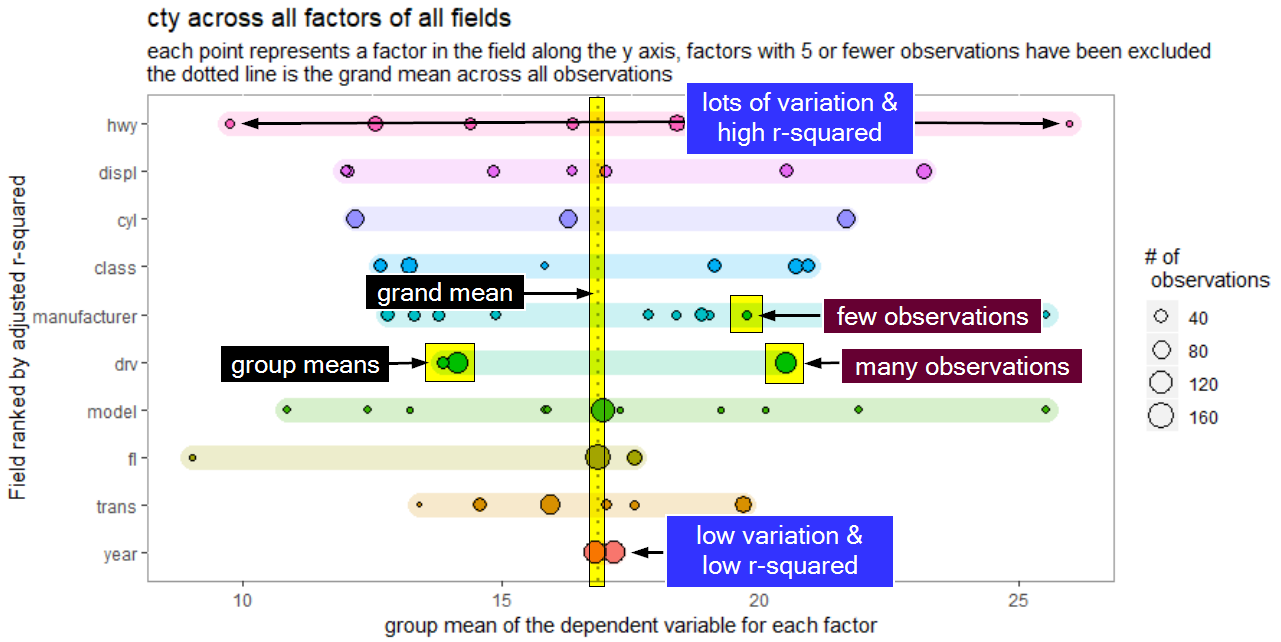 cty across all factors of all fields
each point represents a factor in the field along the y axis, factors with 5 or fewer observations have been excluded
the dotted line is the grand mean across all observations
lots of variation &
high r-squared
hwy
displ
cyl
class
grand mean
manufacturer
few observations
group means
drv
many observations
model
fl
trans
low variation &
low r-squared
year
Field ranked by adjusted r-squared
10
15
20
25
group mean of the dependent variable for each factor
# of
observations
40
80
120
160